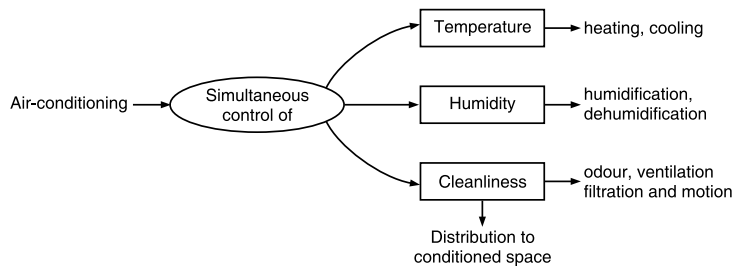 Temperature
heating, cooling
Air-conditioning
Simultaneous
control of
Humidity
humidification,
dehumidification
Cleanliness
odour, ventilation
filtration and motion
Distribution to
conditioned space